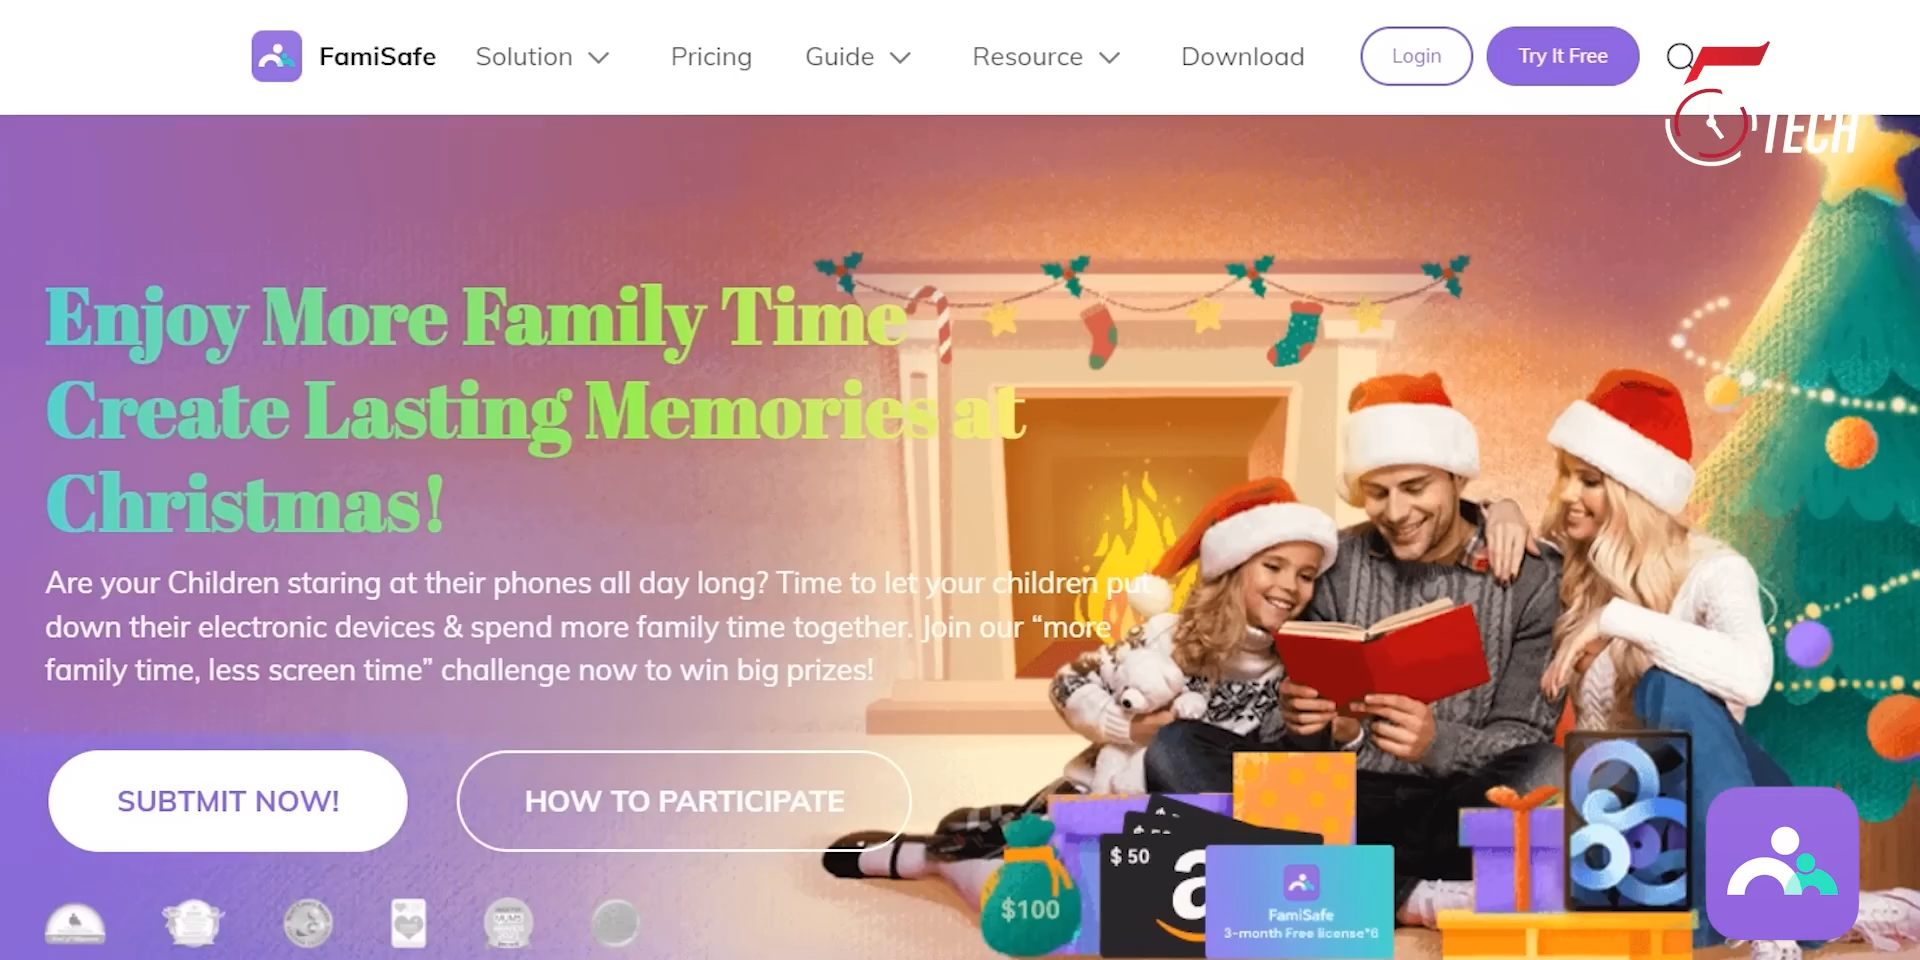 FamiSafe
Solution
Pricing
Guide
Resource
Download
Login
Try It Free
TECH
Enjoy More Family Time
Create Lasting Memories at
Christmas!
Are your Children staring at their phones all day long? Time to let your children put
down their electronic devices & spend more family time together. Join our “more
family time, less screen time” challenge now to win big prizes!
SUBTMIT NOW!
HOW TO PARTICIPATE
$100
$ 50
a
FamiSafe
3-month Free license*6